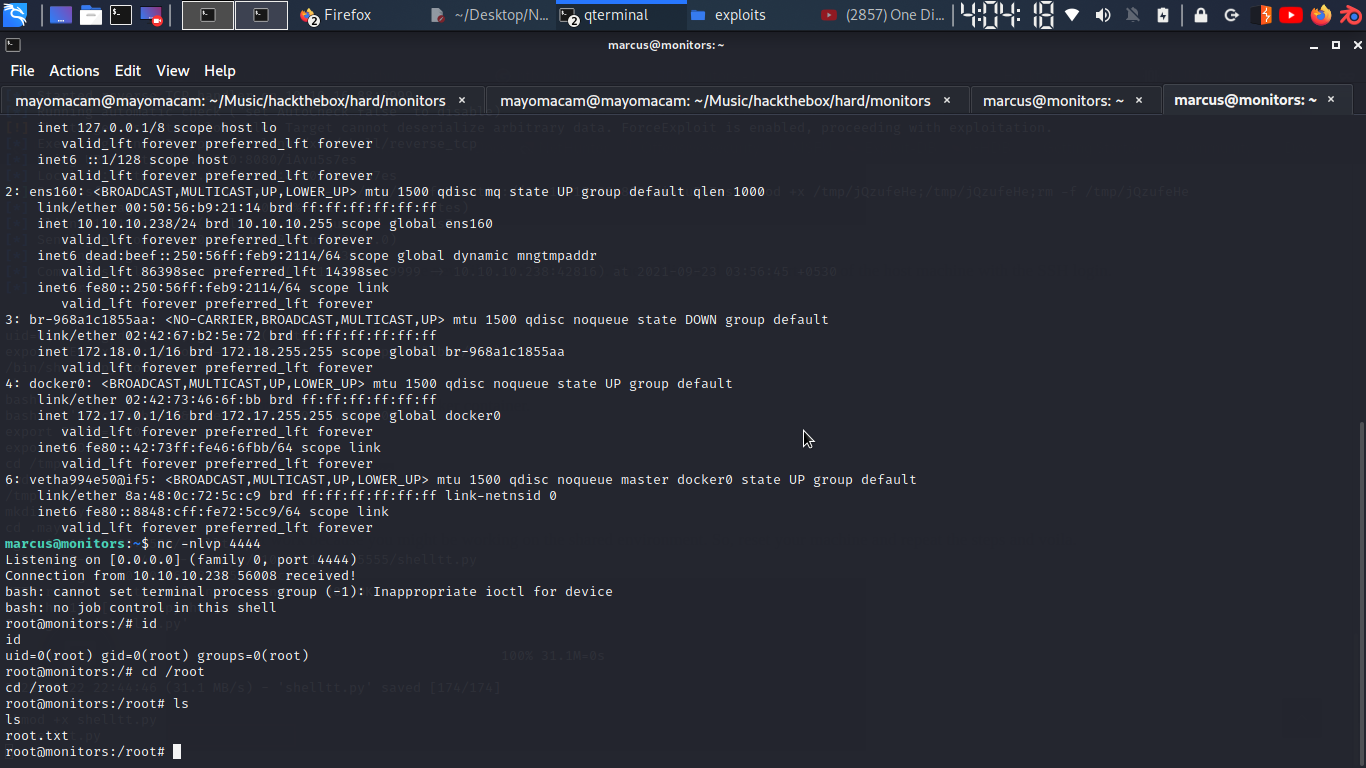 Firefox
~/Desktop/N...
qterminal
exploits
(2857) One Di...
4:04:18
marcus@monitors: ~
File Actions Edit View Help
mayomacam@mayomacam: ~/Music/hackthebox/hard/monitors × mayomacam@mayomacam: ~/Music/hackthebox/hard/monitors × marcus@monitors: ~ × marcus@monitors: ~ ×
inet 127.0.0.1/8 scope host lo
valid_lft forever preferred_lft forever
inet6 ::1/128 scope host
valid_lft forever preferred_lft forever
2: ens160: <BROADCAST,MULTICAST,UP,LOWER_UP> mtu 1500 qdisc mq state UP group default qlen 1000
link/ether 00:50:56:b9:21:14 brd ff:ff:ff:ff:ff:ff
inet 10.10.10.238/24 brd 10.10.10.255 scope global ens160
valid_lft forever preferred_lft forever
inet6 dead:beef::250:56ff:feb9:2114/64 scope global dynamic mngtmpaddr
valid_lft 86398sec preferred_lft 14398sec
inet6 fe80::250:56ff:feb9:2114/64 scope link
valid_lft forever preferred_lft forever
3: br-968a1c1855aa: <NO-CARRIER,BROADCAST,MULTICAST,UP> mtu 1500 qdisc noqueue state DOWN group default
link/ether 02:42:67:b2:5e:72 brd ff:ff:ff:ff:ff:ff
inet 172.18.0.1/16 brd 172.18.255.255 scope global br-968a1c1855aa
valid_lft forever preferred_lft forever
4: docker0: <BROADCAST,MULTICAST,UP,LOWER_UP> mtu 1500 qdisc noqueue state UP group default
link/ether 02:42:73:46:6f:bb brd ff:ff:ff:ff:ff:ff
inet 172.17.0.1/16 brd 172.17.255.255 scope global docker0
valid_lft forever preferred_lft forever
inet6 fe80::42:73ff:fe46:6fbb/64 scope link
valid_lft forever preferred_lft forever
6: vetha994e50@if5: <BROADCAST,MULTICAST,UP,LOWER_UP> mtu 1500 qdisc noqueue master docker0 state UP group default
link/ether 8a:48:0c:72:5c:c9 brd ff:ff:ff:ff:ff:ff link-netnsid 0
inet6 fe80::8848:cff:fe72:5cc9/64 scope link
valid_lft forever preferred_lft forever
marcus@monitors:~$ nc -nlvp 4444
Listening on [0.0.0.0] (family 0, port 4444)
Connection from 10.10.10.238 56008 received!
bash: cannot set terminal process group (-1): Inappropriate ioctl for device
bash: no job control in this shell
root@monitors:/# id
id
uid=0(root) gid=0(root) groups=0(root)
root@monitors:/# cd /root
cd /root
root@monitors:/root# ls
ls
root.txt
root@monitors:/root#